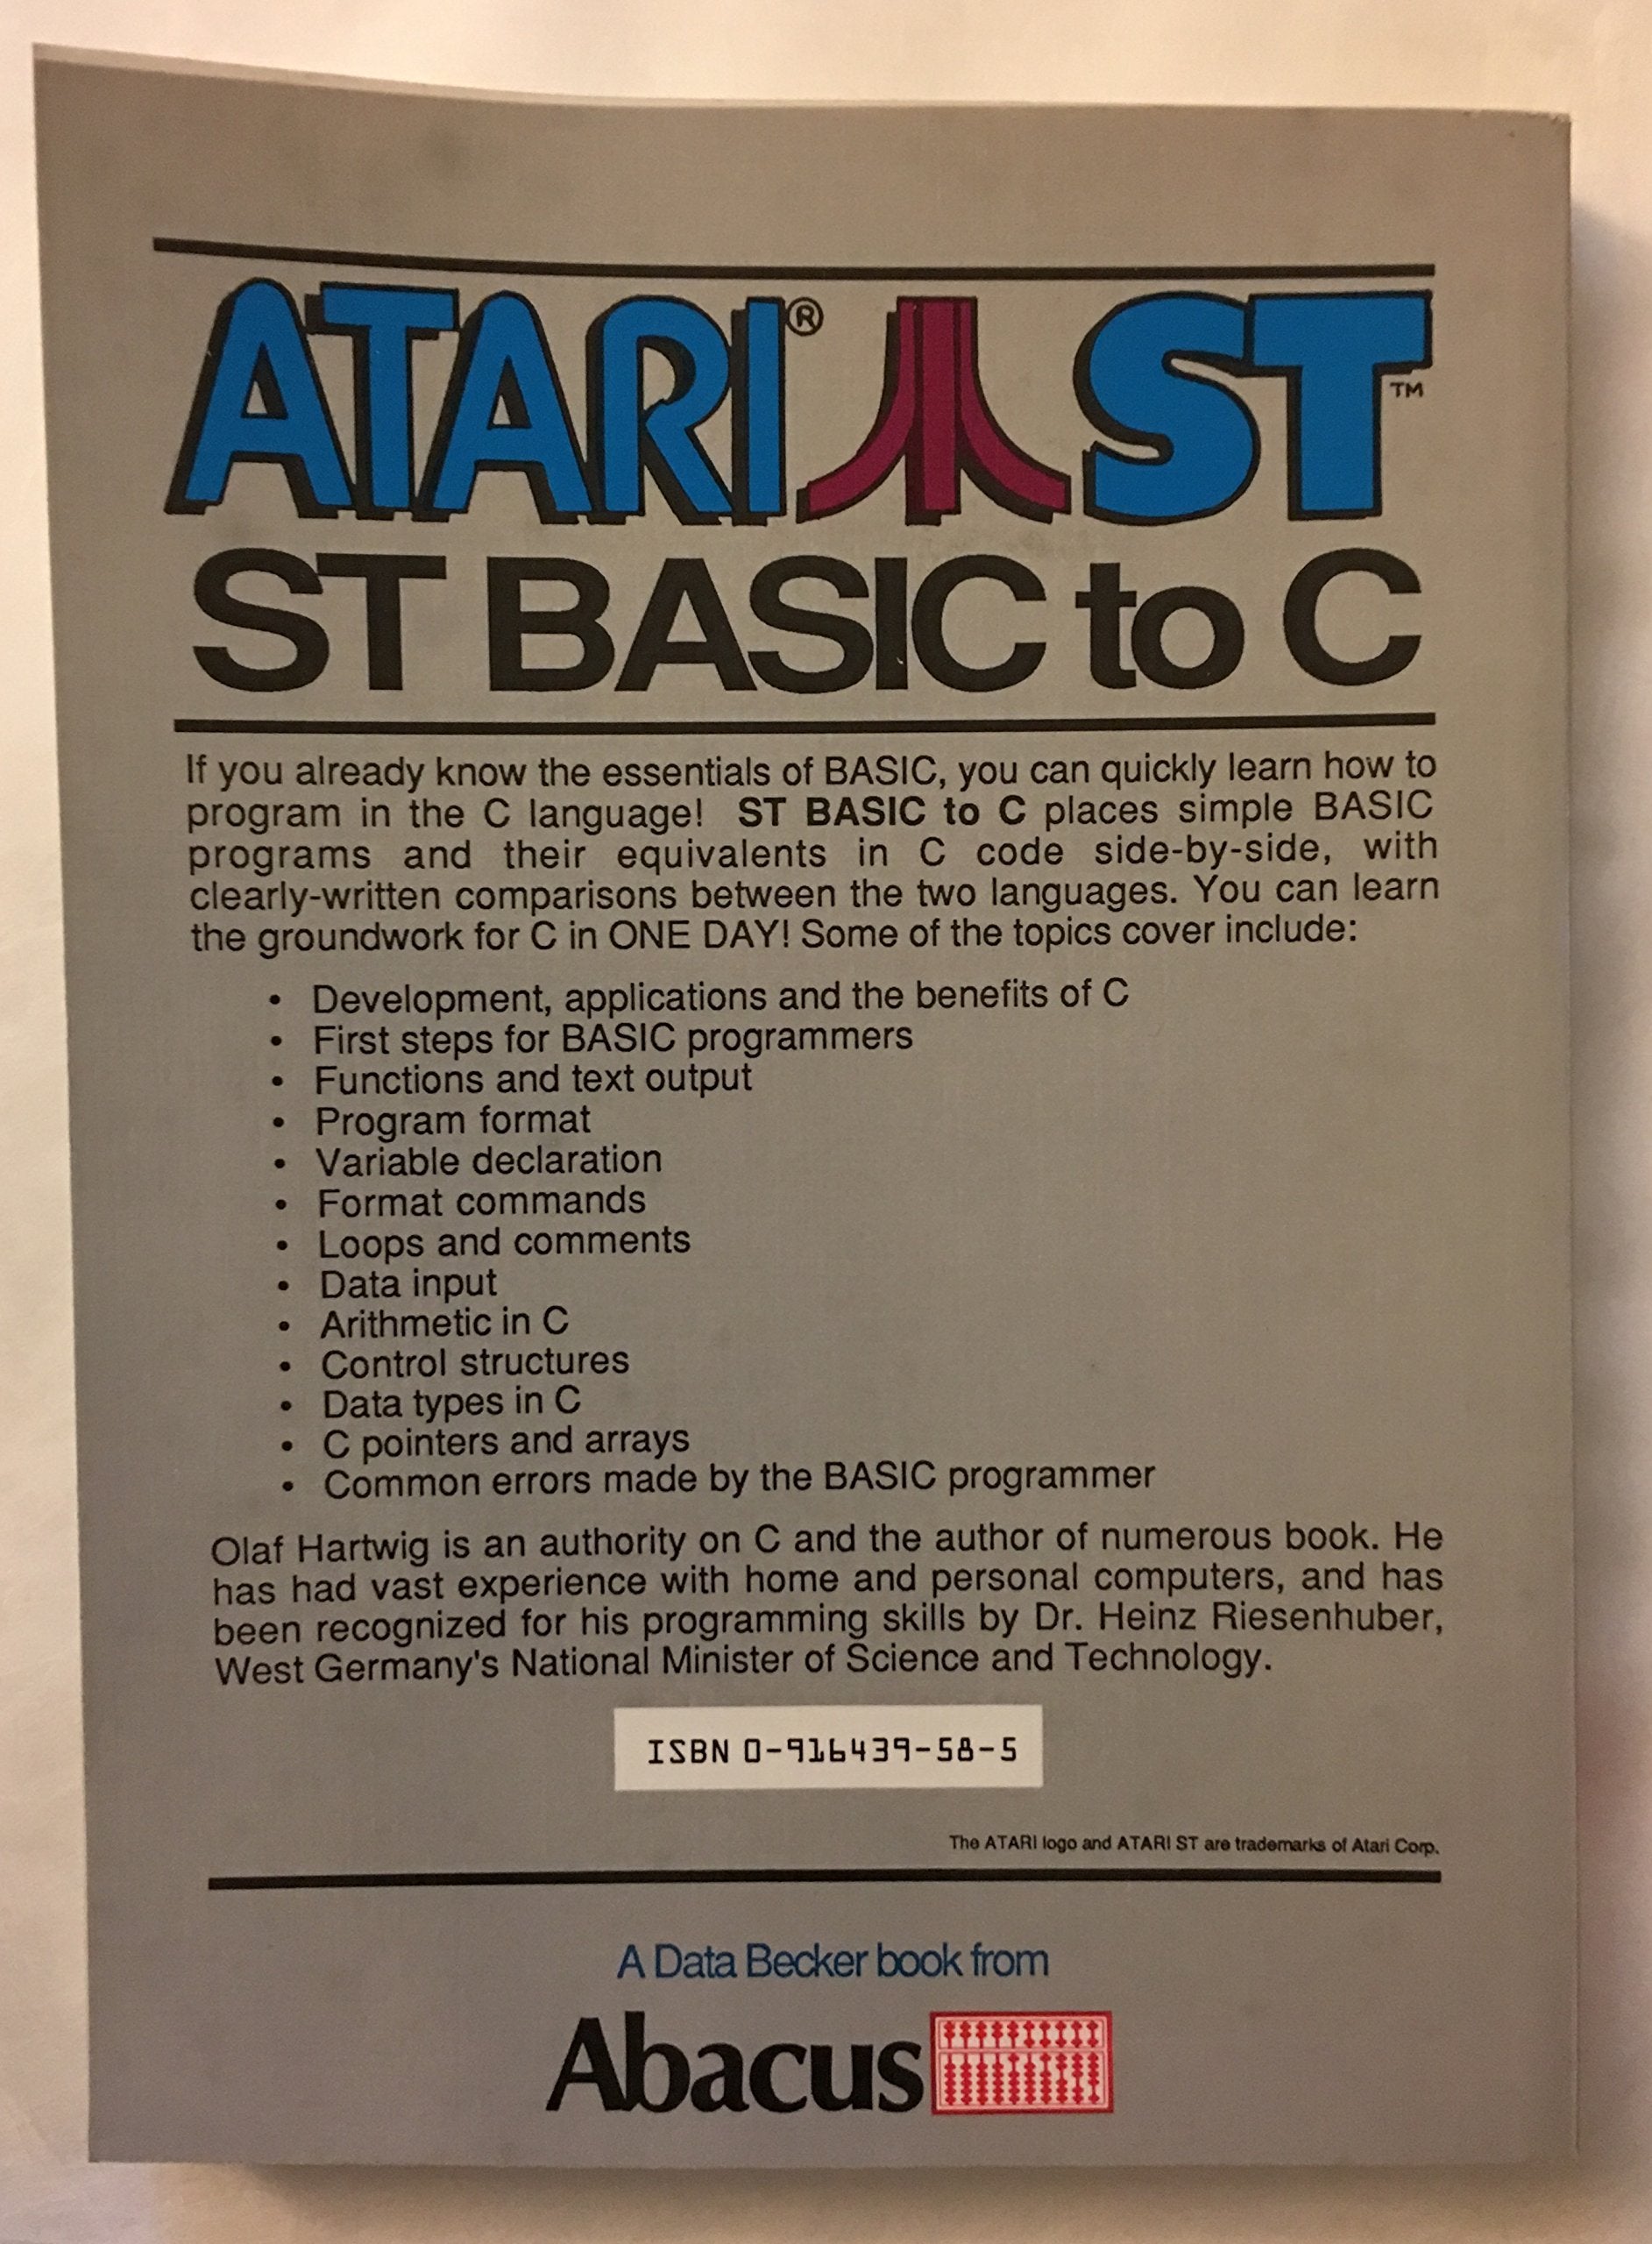 ATARI® ST™
ST BASIC to C
If you already know the essentials of BASIC, you can quickly learn how to
program in the C language! ST BASIC to C places simple BASIC
programs and their equivalents in C code side-by-side, with
clearly-written comparisons between the two languages. You can learn
the groundwork for C in ONE DAY! Some of the topics cover include:
• Development, applications and the benefits of C
• First steps for BASIC programmers
• Functions and text output
• Program format
• Variable declaration
• Format commands
• Loops and comments
• Data input
• Arithmetic in C
• Control structures
• Data types in C
• C pointers and arrays
• Common errors made by the BASIC programmer
Olaf Hartwig is an authority on C and the author of numerous book. He
has had vast experience with home and personal computers, and has
been recognized for his programming skills by Dr. Heinz Riesenhuber,
West Germany's National Minister of Science and Technology.
ISBN 0-916439-58-5
The ATARI logo and ATARI ST are trademarks of Atari Corp.
A Data Becker book from
Abacus